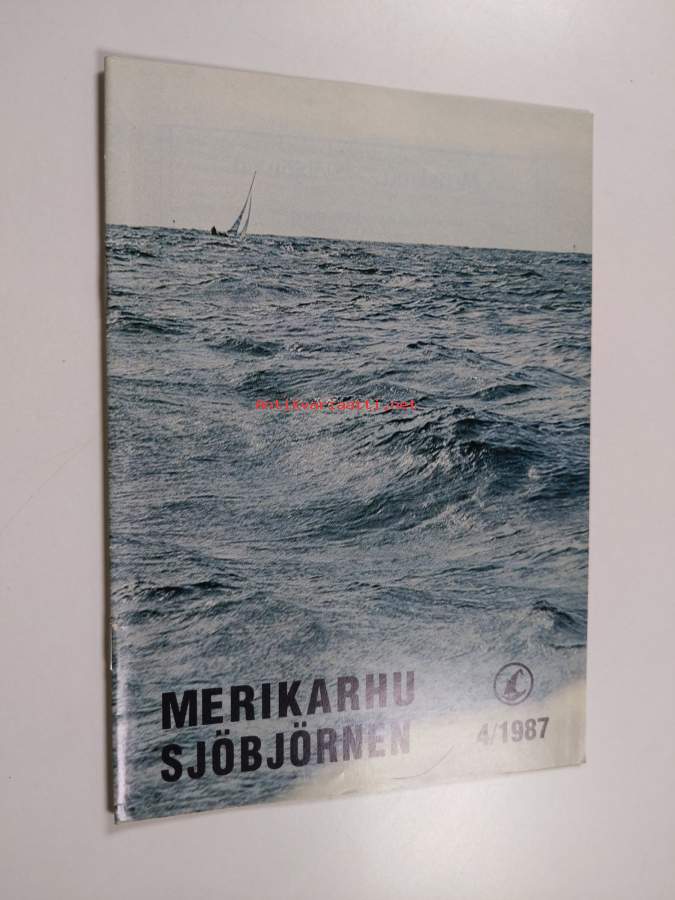 Antikvariaatti.net
MERIKARHU
SJÖBJÖRNEN
4/1987